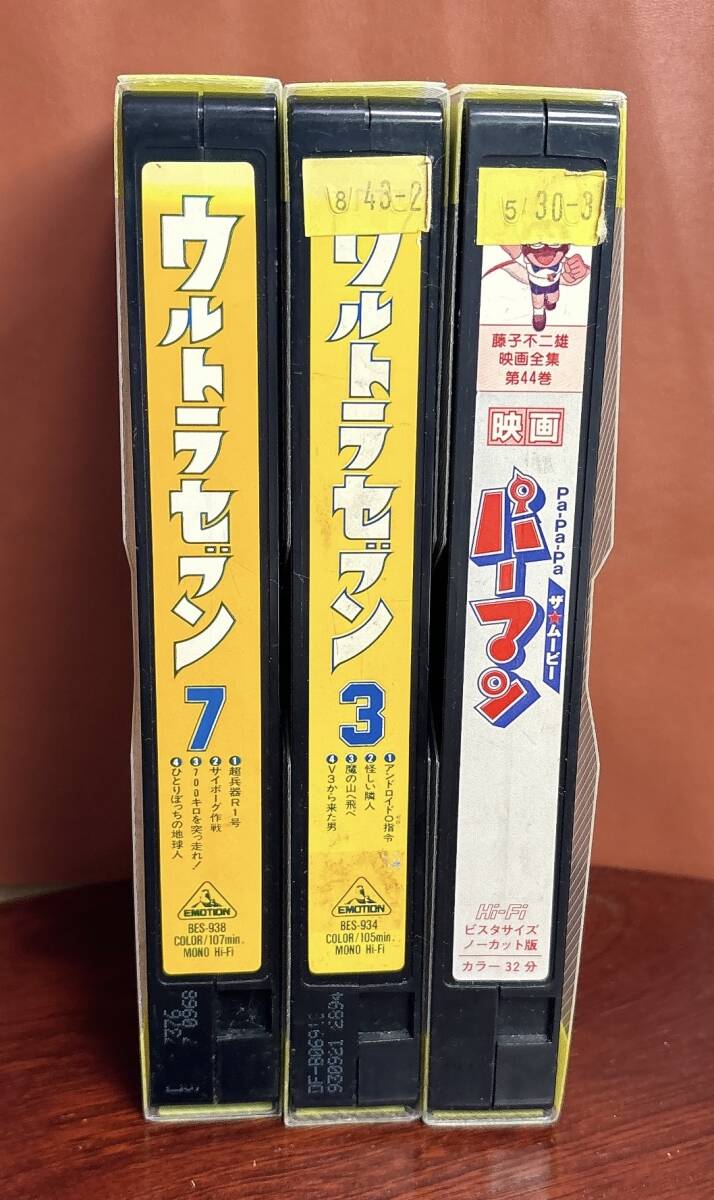 ウルトラセブン
7
❶超兵器R1号
❷サイボーグ作戦
❸700キロを突っ走れ!
❹ひとりぼっちの地球人
EMOTION
BES-938
COLOR/107min.
MONO Hi-Fi
7376
0968
8/43-2
ウルトラセブン
3
❶アンドロイド0指令
ゼロ
❷怪しい隣人
❸魔の山へ飛べ
❹V3から来た男
EMOTION
BES-934
COLOR/105min.
MONO Hi-Fi
930921 2894
5/30-3
藤子不二雄
映画全集
第44巻
映画
Pa-Pa-Pa
ザ★ムービー
パーマン
Hi-Fi
ビスタサイズ
ノーカット版
カラー 32分